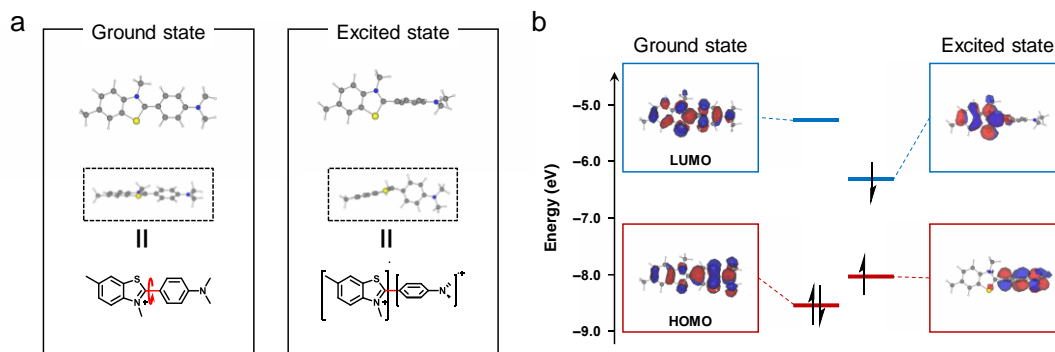 a
Ground state
Excited state
=
=
S
N
+
N
S
N
+
N
•
•+
b
Ground state
Excited state
Energy (eV)
−5.0
−6.0
−7.0
−8.0
−9.0
LUMO
HOMO